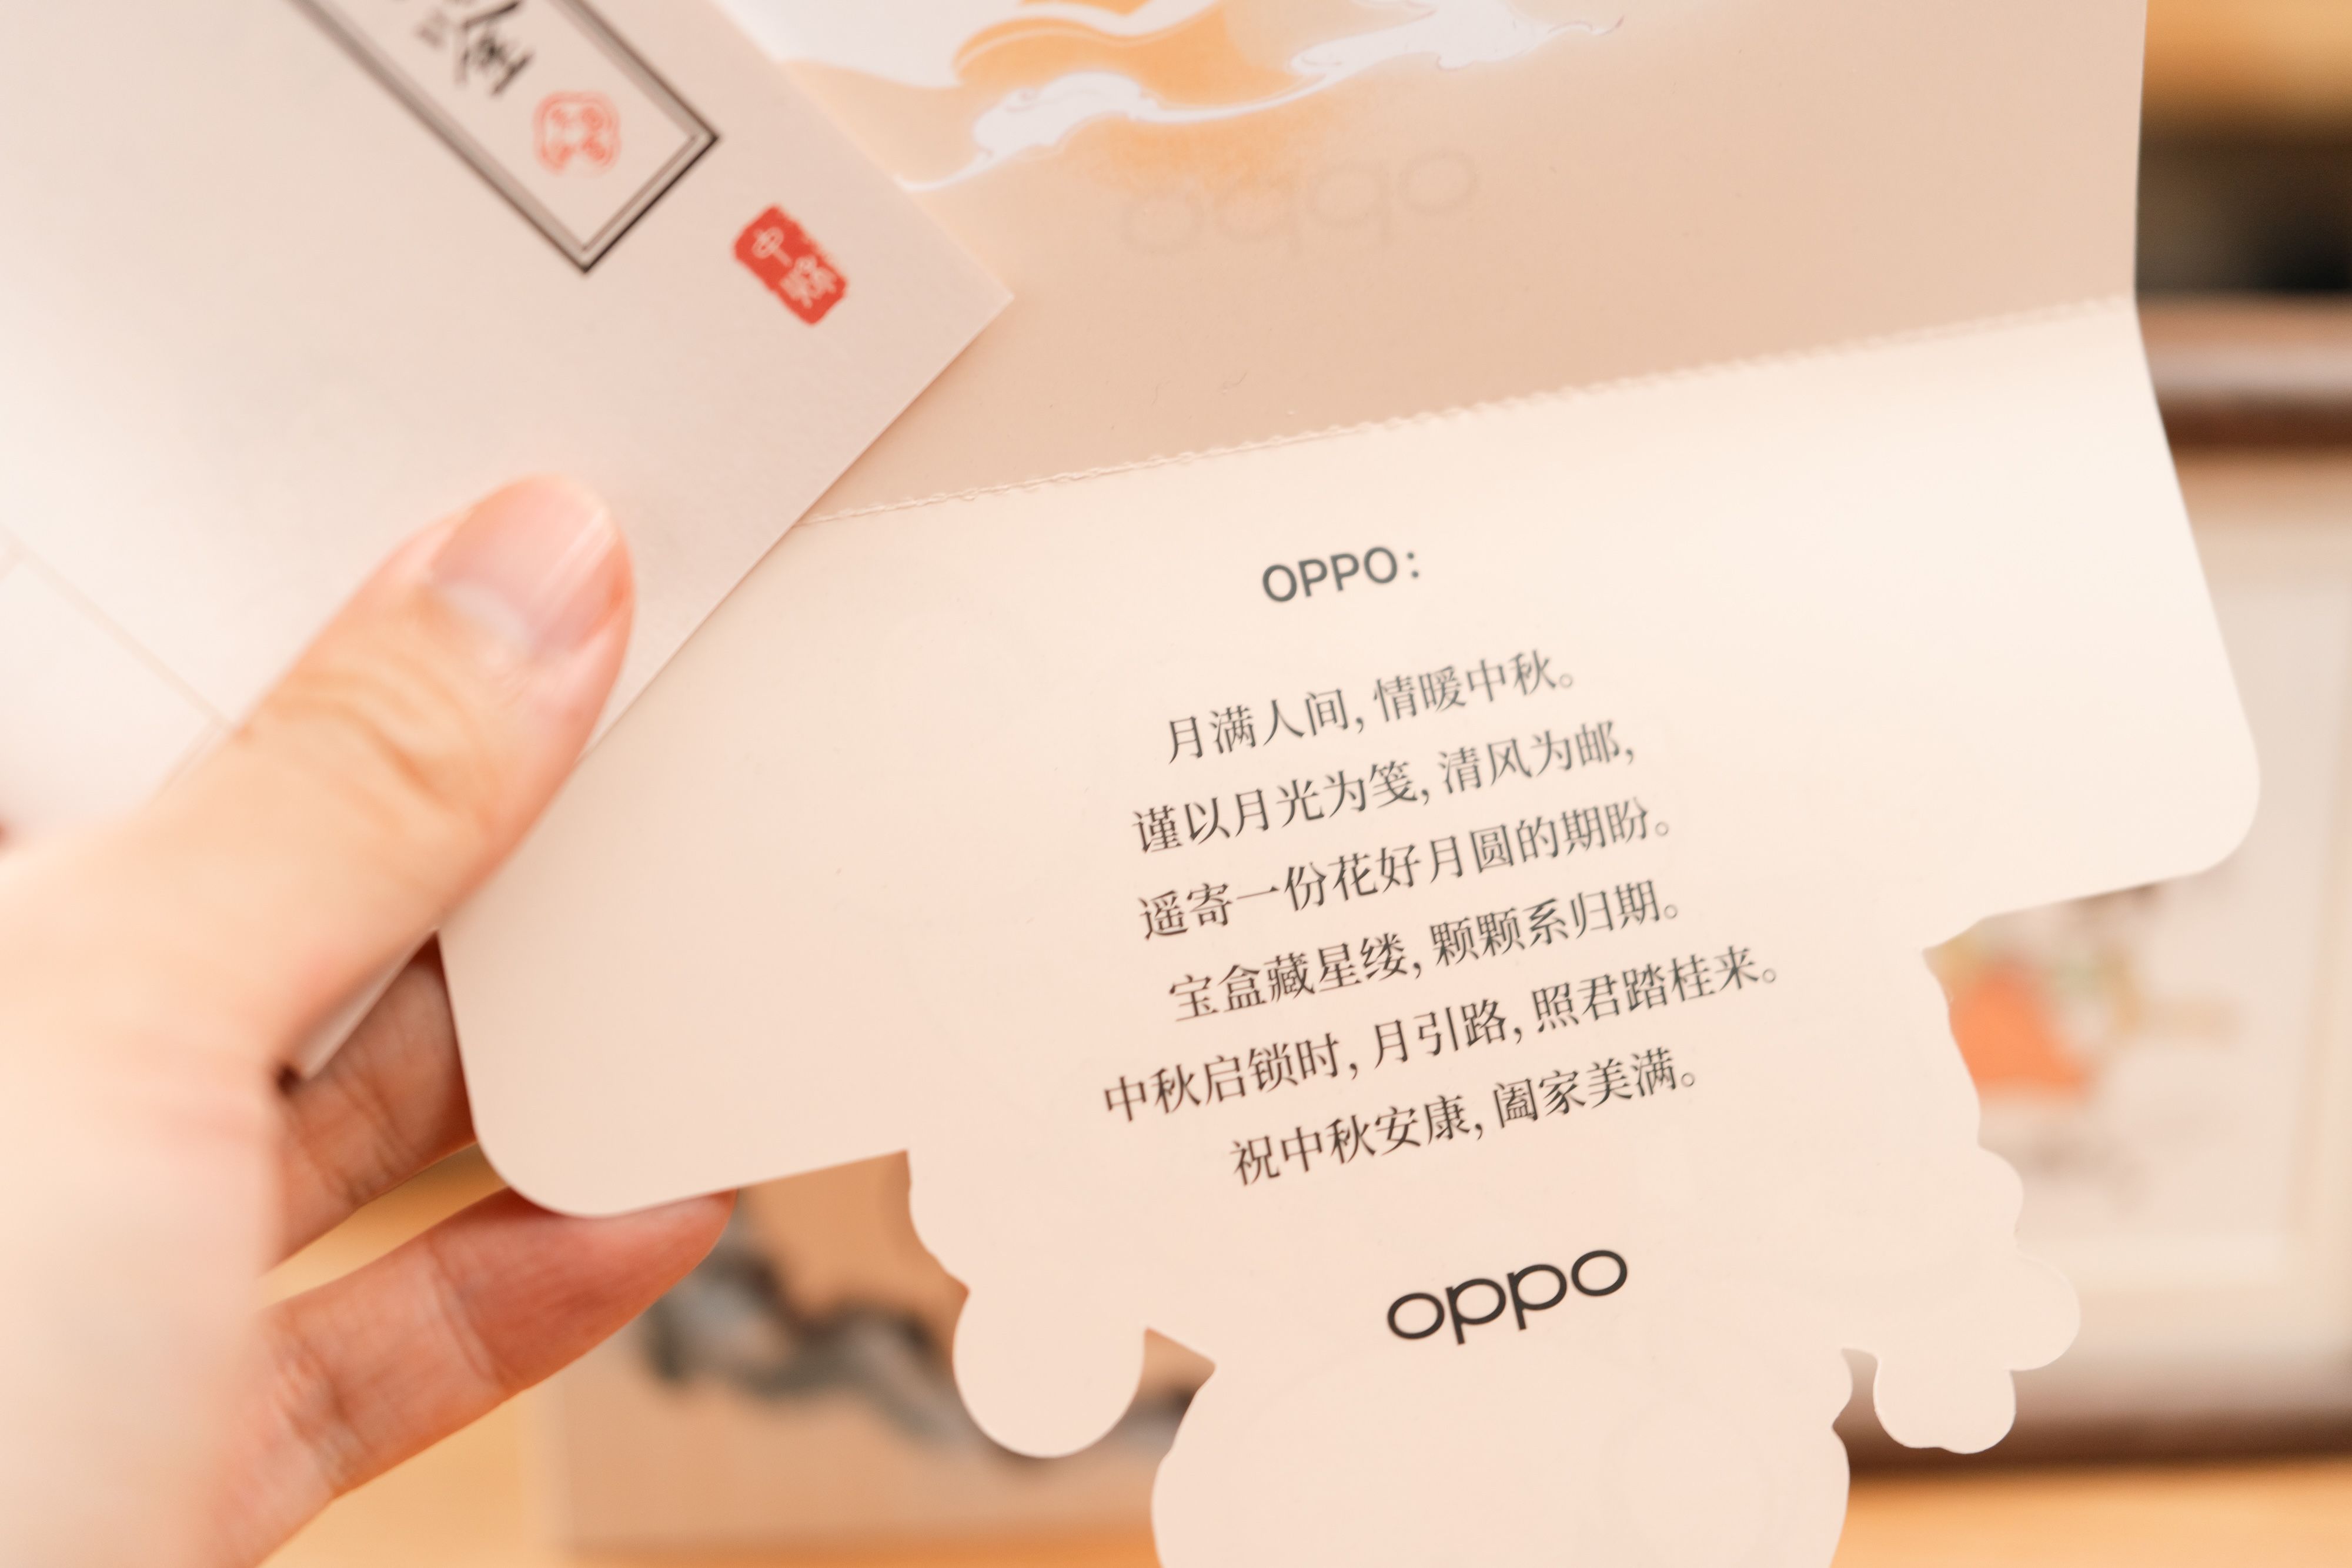 OPPO:
月满人间, 情暖中秋。
谨以月光为笺, 清风为邮,
遥寄一份花好月圆的期盼。
宝盒藏星缕, 颗颗系归期。
中秋启锁时, 月引路, 照君踏桂来。
祝中秋安康, 阖家美满。
oppo